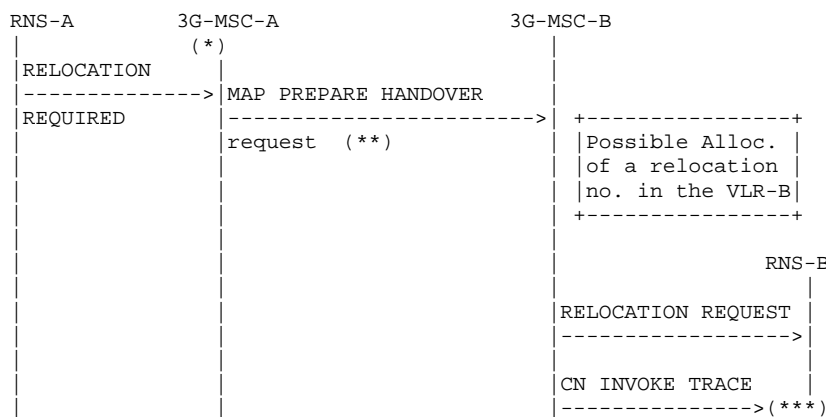 RNS-A 3G-MSC-A 3G-MSC-B
(*)
RELOCATION
MAP PREPARE HANDOVER
REQUIRED
request (**) Possible Alloc.
of a relocation
no. in the VLR-B
RNS-B
RELOCATION REQUEST
CN INVOKE TRACE
(***)